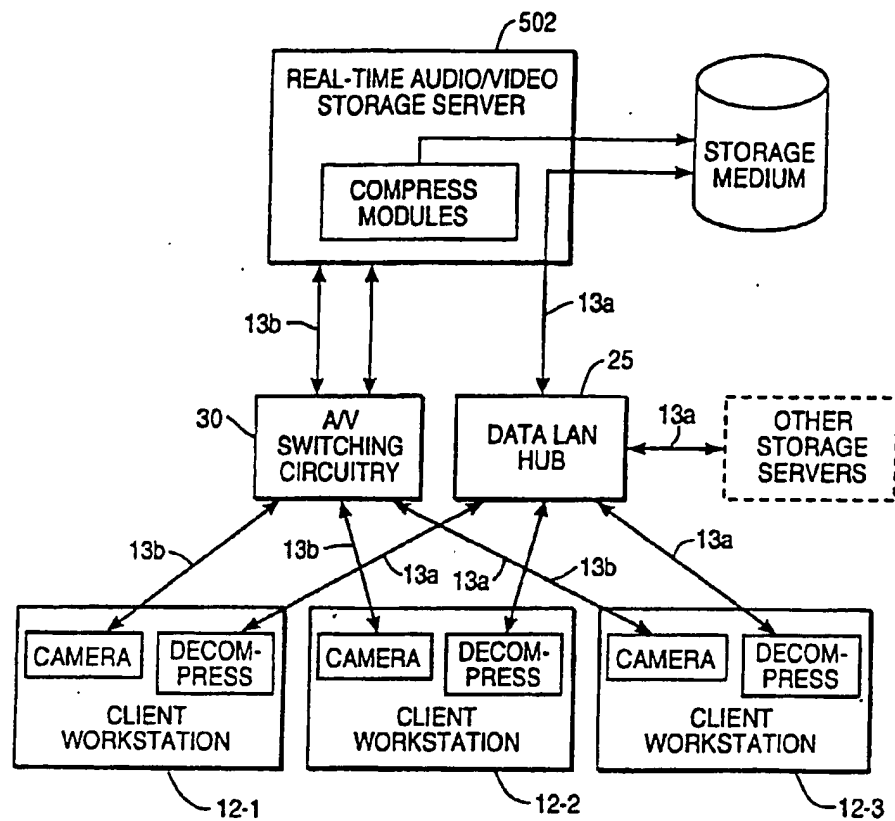 502
REAL-TIME AUDIO/VIDEO
STORAGE SERVER
COMPRESS
MODULES
STORAGE
MEDIUM
13b
13a
25
30
A/V
SWITCHING
CIRCUITRY
DATA LAN
HUB
13a
OTHER
STORAGE
SERVERS
13b
13b
13a
13a
13b
13a
CAMERA
DECOM-
PRESS
CLIENT
WORKSTATION
CAMERA
DECOM-
PRESS
CLIENT
WORKSTATION
CAMERA
DECOM-
PRESS
CLIENT
WORKSTATION
12-1
12-2
12-3